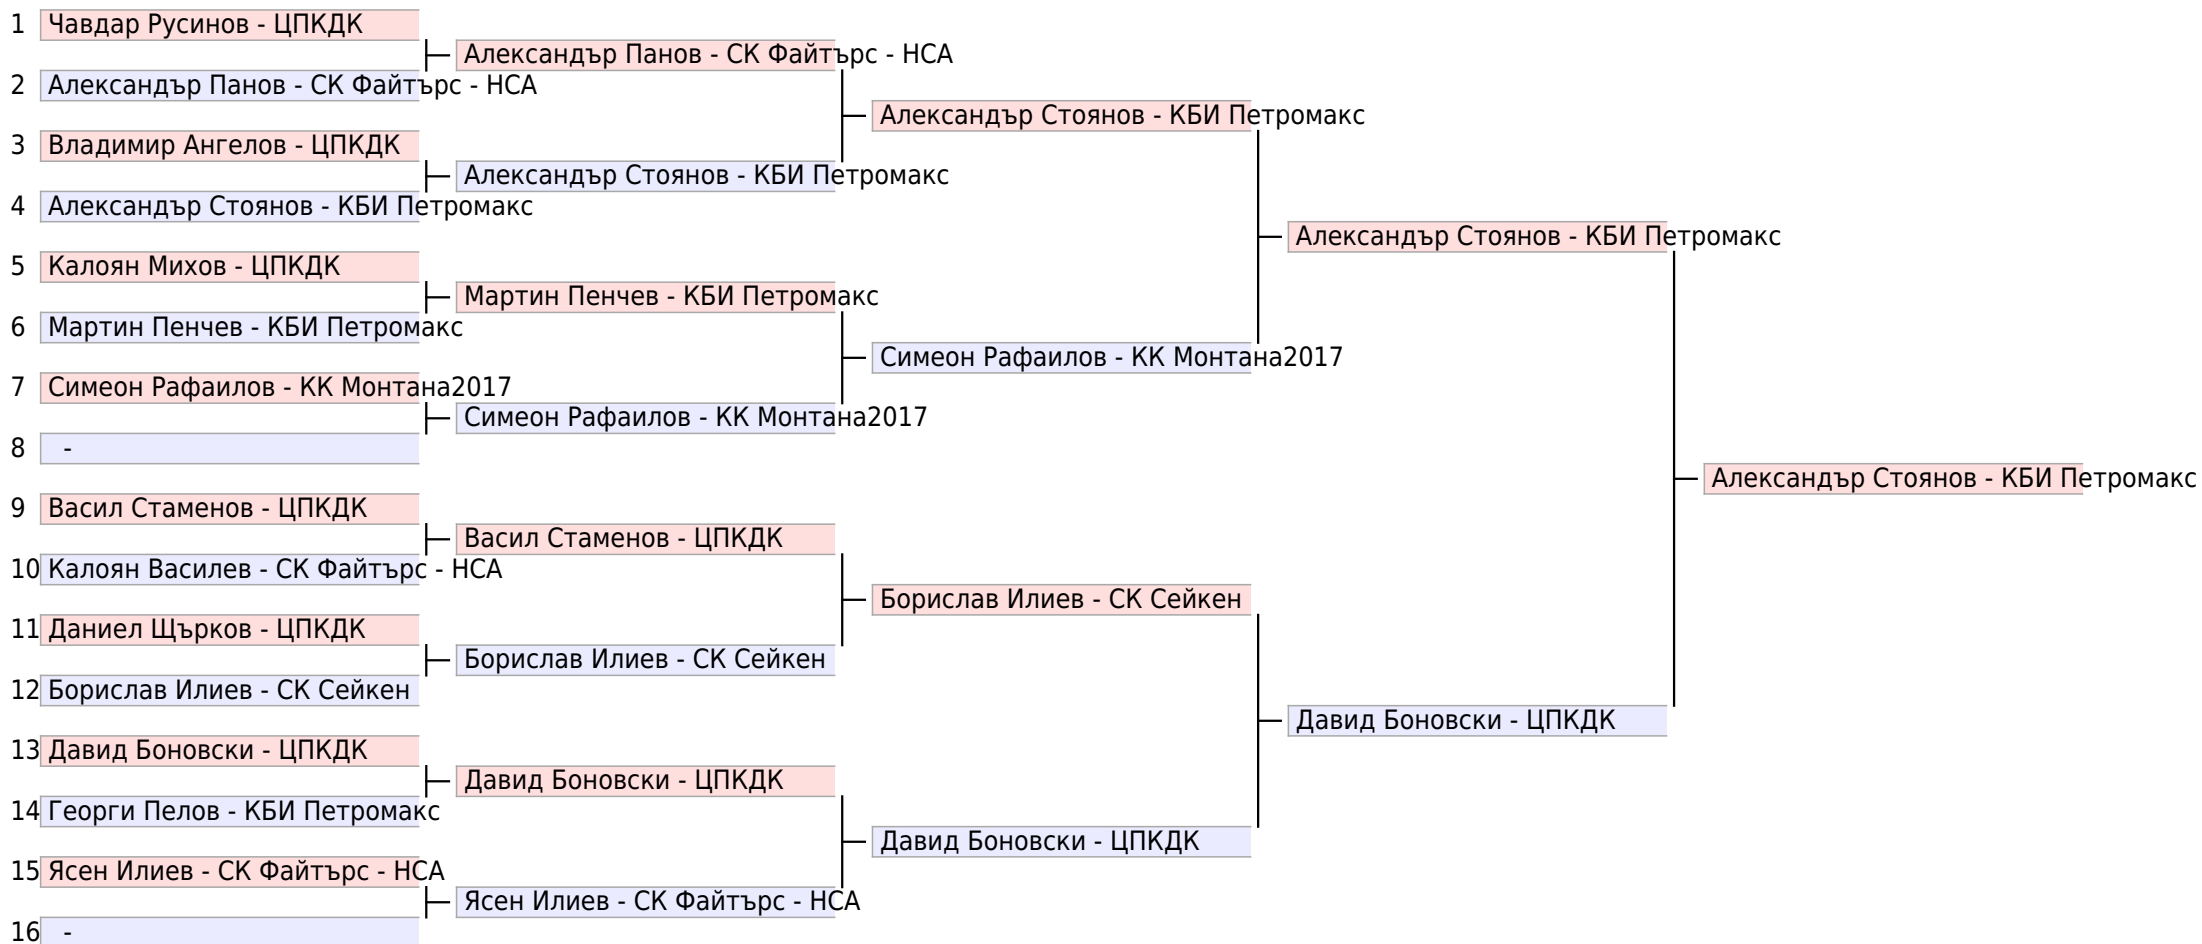 1 Чавдар Русинов - ЦПКДК
Александър Панов - СК Файтърс - НСА
2 Александър Панов - СК Файтърс - НСА
Александър Стоянов - КБИ Петромакс
3 Владимир Ангелов - ЦПКДК
Александър Стоянов - КБИ Петромакс
4 Александър Стоянов - КБИ Петромакс
Александър Стоянов - КБИ Петромакс
5 Калоян Михов - ЦПКДК
Мартин Пенчев - КБИ Петромакс
6 Мартин Пенчев - КБИ Петромакс
Симеон Рафаилов - КК Монтана2017
7 Симеон Рафаилов - КК Монтана2017
Симеон Рафаилов - КК Монтана2017
8 -
Александър Стоянов - КБИ Петромакс
9 Васил Стаменов - ЦПКДК
Васил Стаменов - ЦПКДК
10 Калоян Василев - СК Файтърс - НСА
Борислав Илиев - СК Сейкен
11 Даниел Щърков - ЦПКДК
Борислав Илиев - СК Сейкен
12 Борислав Илиев - СК Сейкен
Давид Боновски - ЦПКДК
13 Давид Боновски - ЦПКДК
Давид Боновски - ЦПКДК
14 Георги Пелов - КБИ Петромакс
Давид Боновски - ЦПКДК
15 Ясен Илиев - СК Файтърс - НСА
Ясен Илиев - СК Файтърс - НСА
16 -